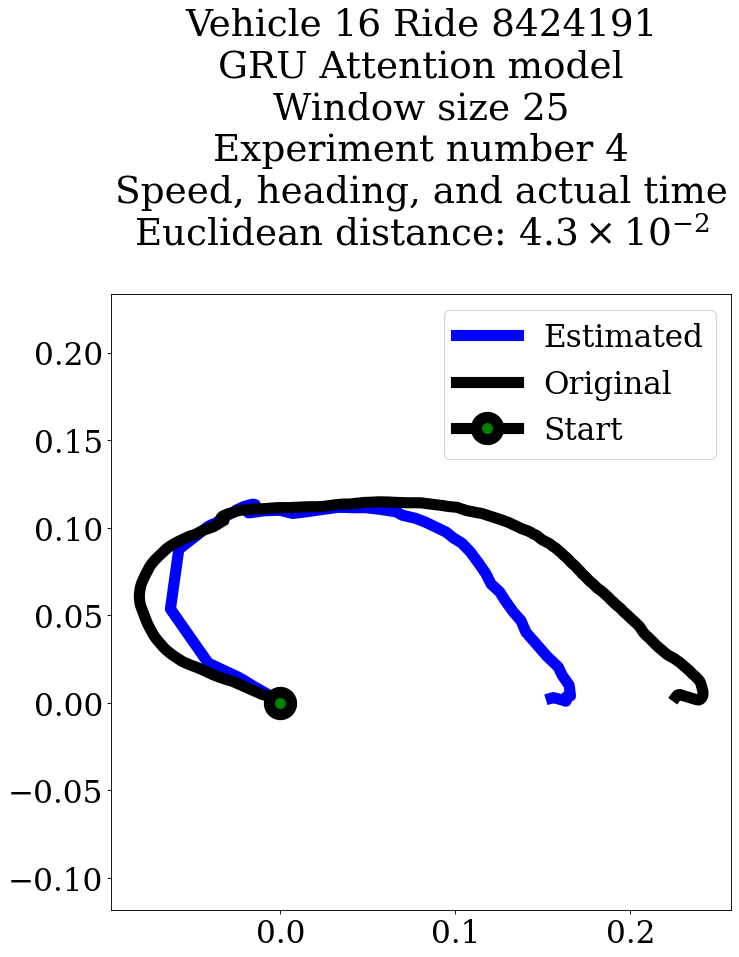 Vehicle 16 Ride 8424191
GRU Attention model
Window size 25
Experiment number 4
Speed, heading, and actual time
Euclidean distance: 4.3 × 10⁻²
Estimated
Original
Start
0.20
0.15
0.10
0.05
0.00
−0.05
−0.10
0.0
0.1
0.2